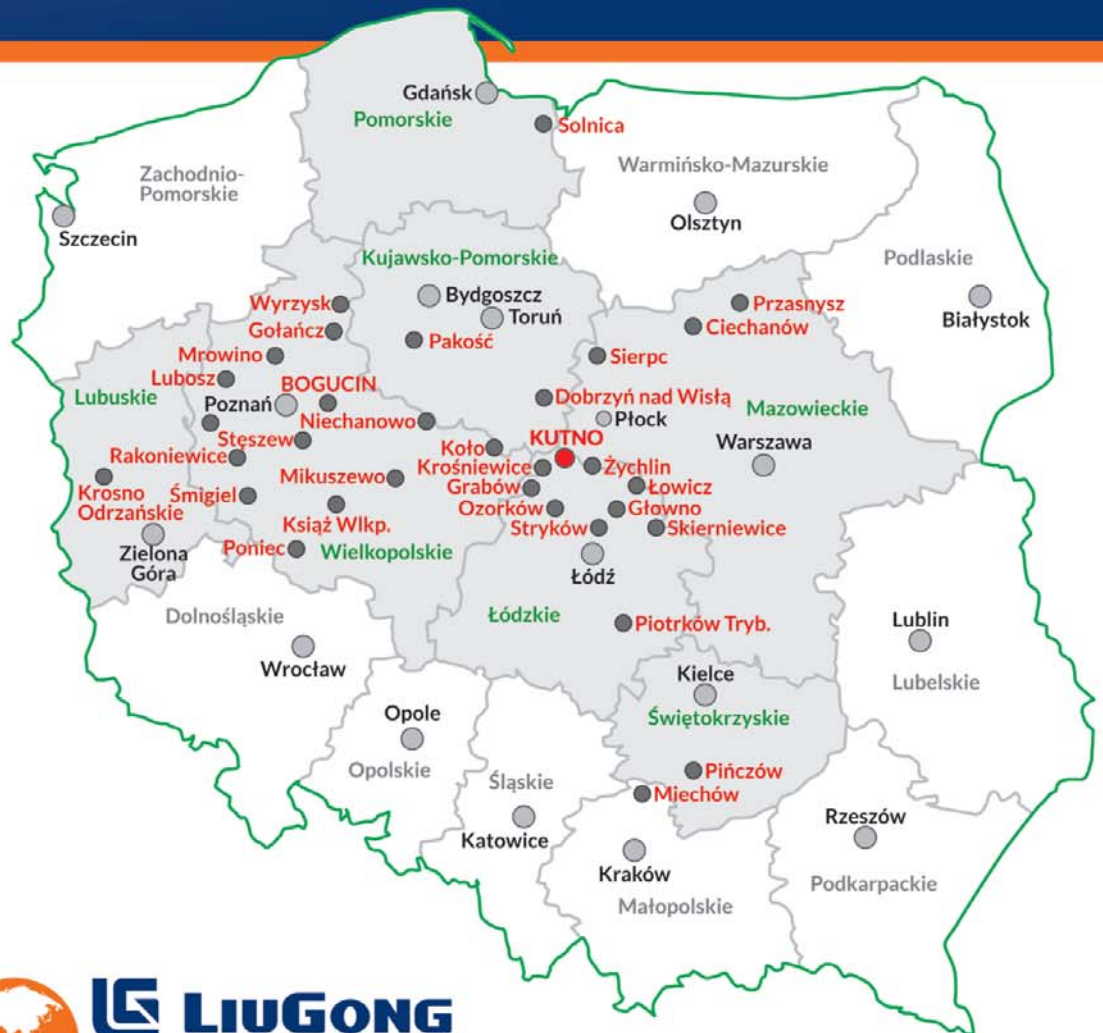 Gdańsk
Pomorskie
Solnica
Zachodnio-
Pomorskie
Warmińsko-Mazurskie
Szczecin
Olsztyn
Kujawsko-Pomorskie
Podlaskie
Wyrzysk
Bydgoszcz
Przasnysz
Gołańcz
Toruń
Ciechanów
Białystok
Mrowino
Pakość
Sierpc
Lubosz
BOGUCIN
Lubuskie
Dobrzyń nad Wisłą
Mazowieckie
Poznań
Niechanowo
Płock
Stęszew
Koło
KUTNO
Warszawa
Rakoniewice
Krośniewice
Żychlin
Mikuszewo
Grabów
Łowicz
Krosno
Odrzańskie
Śmigiel
Książ Wlkp.
Ozorków
Głowno
Stryków
Skierniewice
Zielona
Góra
Poniec
Wielkopolskie
Łódź
Dolnośląskie
Łódzkie
Piotrków Tryb.
Lublin
Wrocław
Kielce
Lubelskie
Świętokrzyskie
Opole
Opolskie
Śląskie
Pińczów
Miechów
Katowice
Rzeszów
Kraków
Podkarpackie
Małopolskie
LG LIUGONG